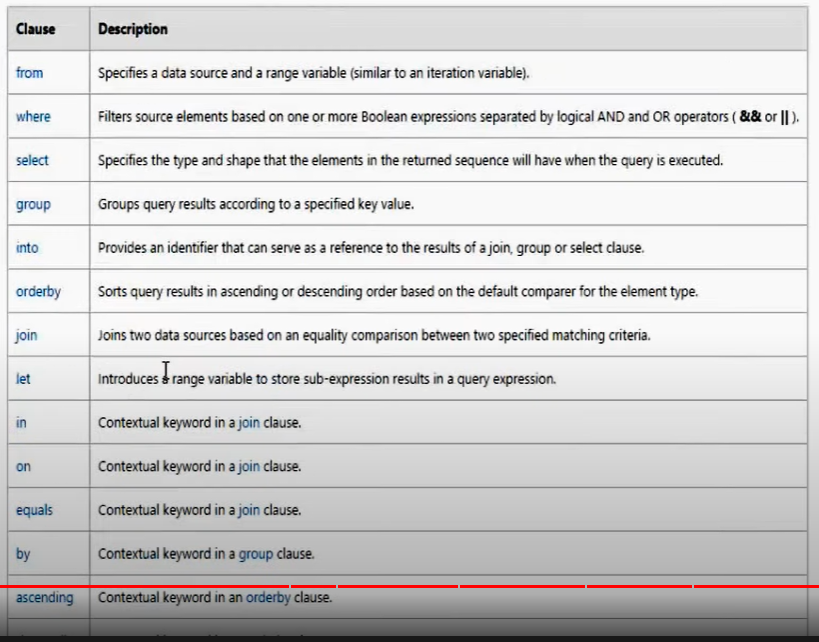 Clause Description
from Specifies a data source and a range variable (similar to an iteration variable).
where Filters source elements based on one or more Boolean expressions separated by logical AND and OR operators ( && or || ).
select Specifies the type and shape that the elements in the returned sequence will have when the query is executed.
group Groups query results according to a specified key value.
into Provides an identifier that can serve as a reference to the results of a join, group or select clause.
orderby Sorts query results in ascending or descending order based on the default comparer for the element type.
join Joins two data sources based on an equality comparison between two specified matching criteria.
let Introduces a range variable to store sub-expression results in a query expression.
in Contextual keyword in a join clause.
on Contextual keyword in a join clause.
equals Contextual keyword in a join clause.
by Contextual keyword in a group clause.
ascending Contextual keyword in an orderby clause.